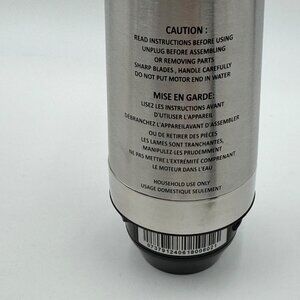 CAUTION :
READ INSTRUCTIONS BEFORE USING
UNPLUG BEFORE ASSEMBLING
OR REMOVING PARTS
SHARP BLADES , HANDLE CAREFULLY
DO NOT PUT MOTOR END IN WATER
MISE EN GARDE:
LISEZ LES INSTRUCTIONS AVANT
D'UTILISER L'APPAREIL
DÉBRANCHEZ L'APPAREILAVANT D'ASSEMBLER
OU DE RETIRER DES PIÈCES
LES LAMES SONT TRANCHANTES,
MANIPULEZ-LES PRUDEMMENT
NE PAS METTRE L'EXTRÉMITÉ COMPRENANT
LE MOTEUR DANS L'EAU
HOUSEHOLD USE ONLY
USAGE DOMESTIQUE SEULEMENT